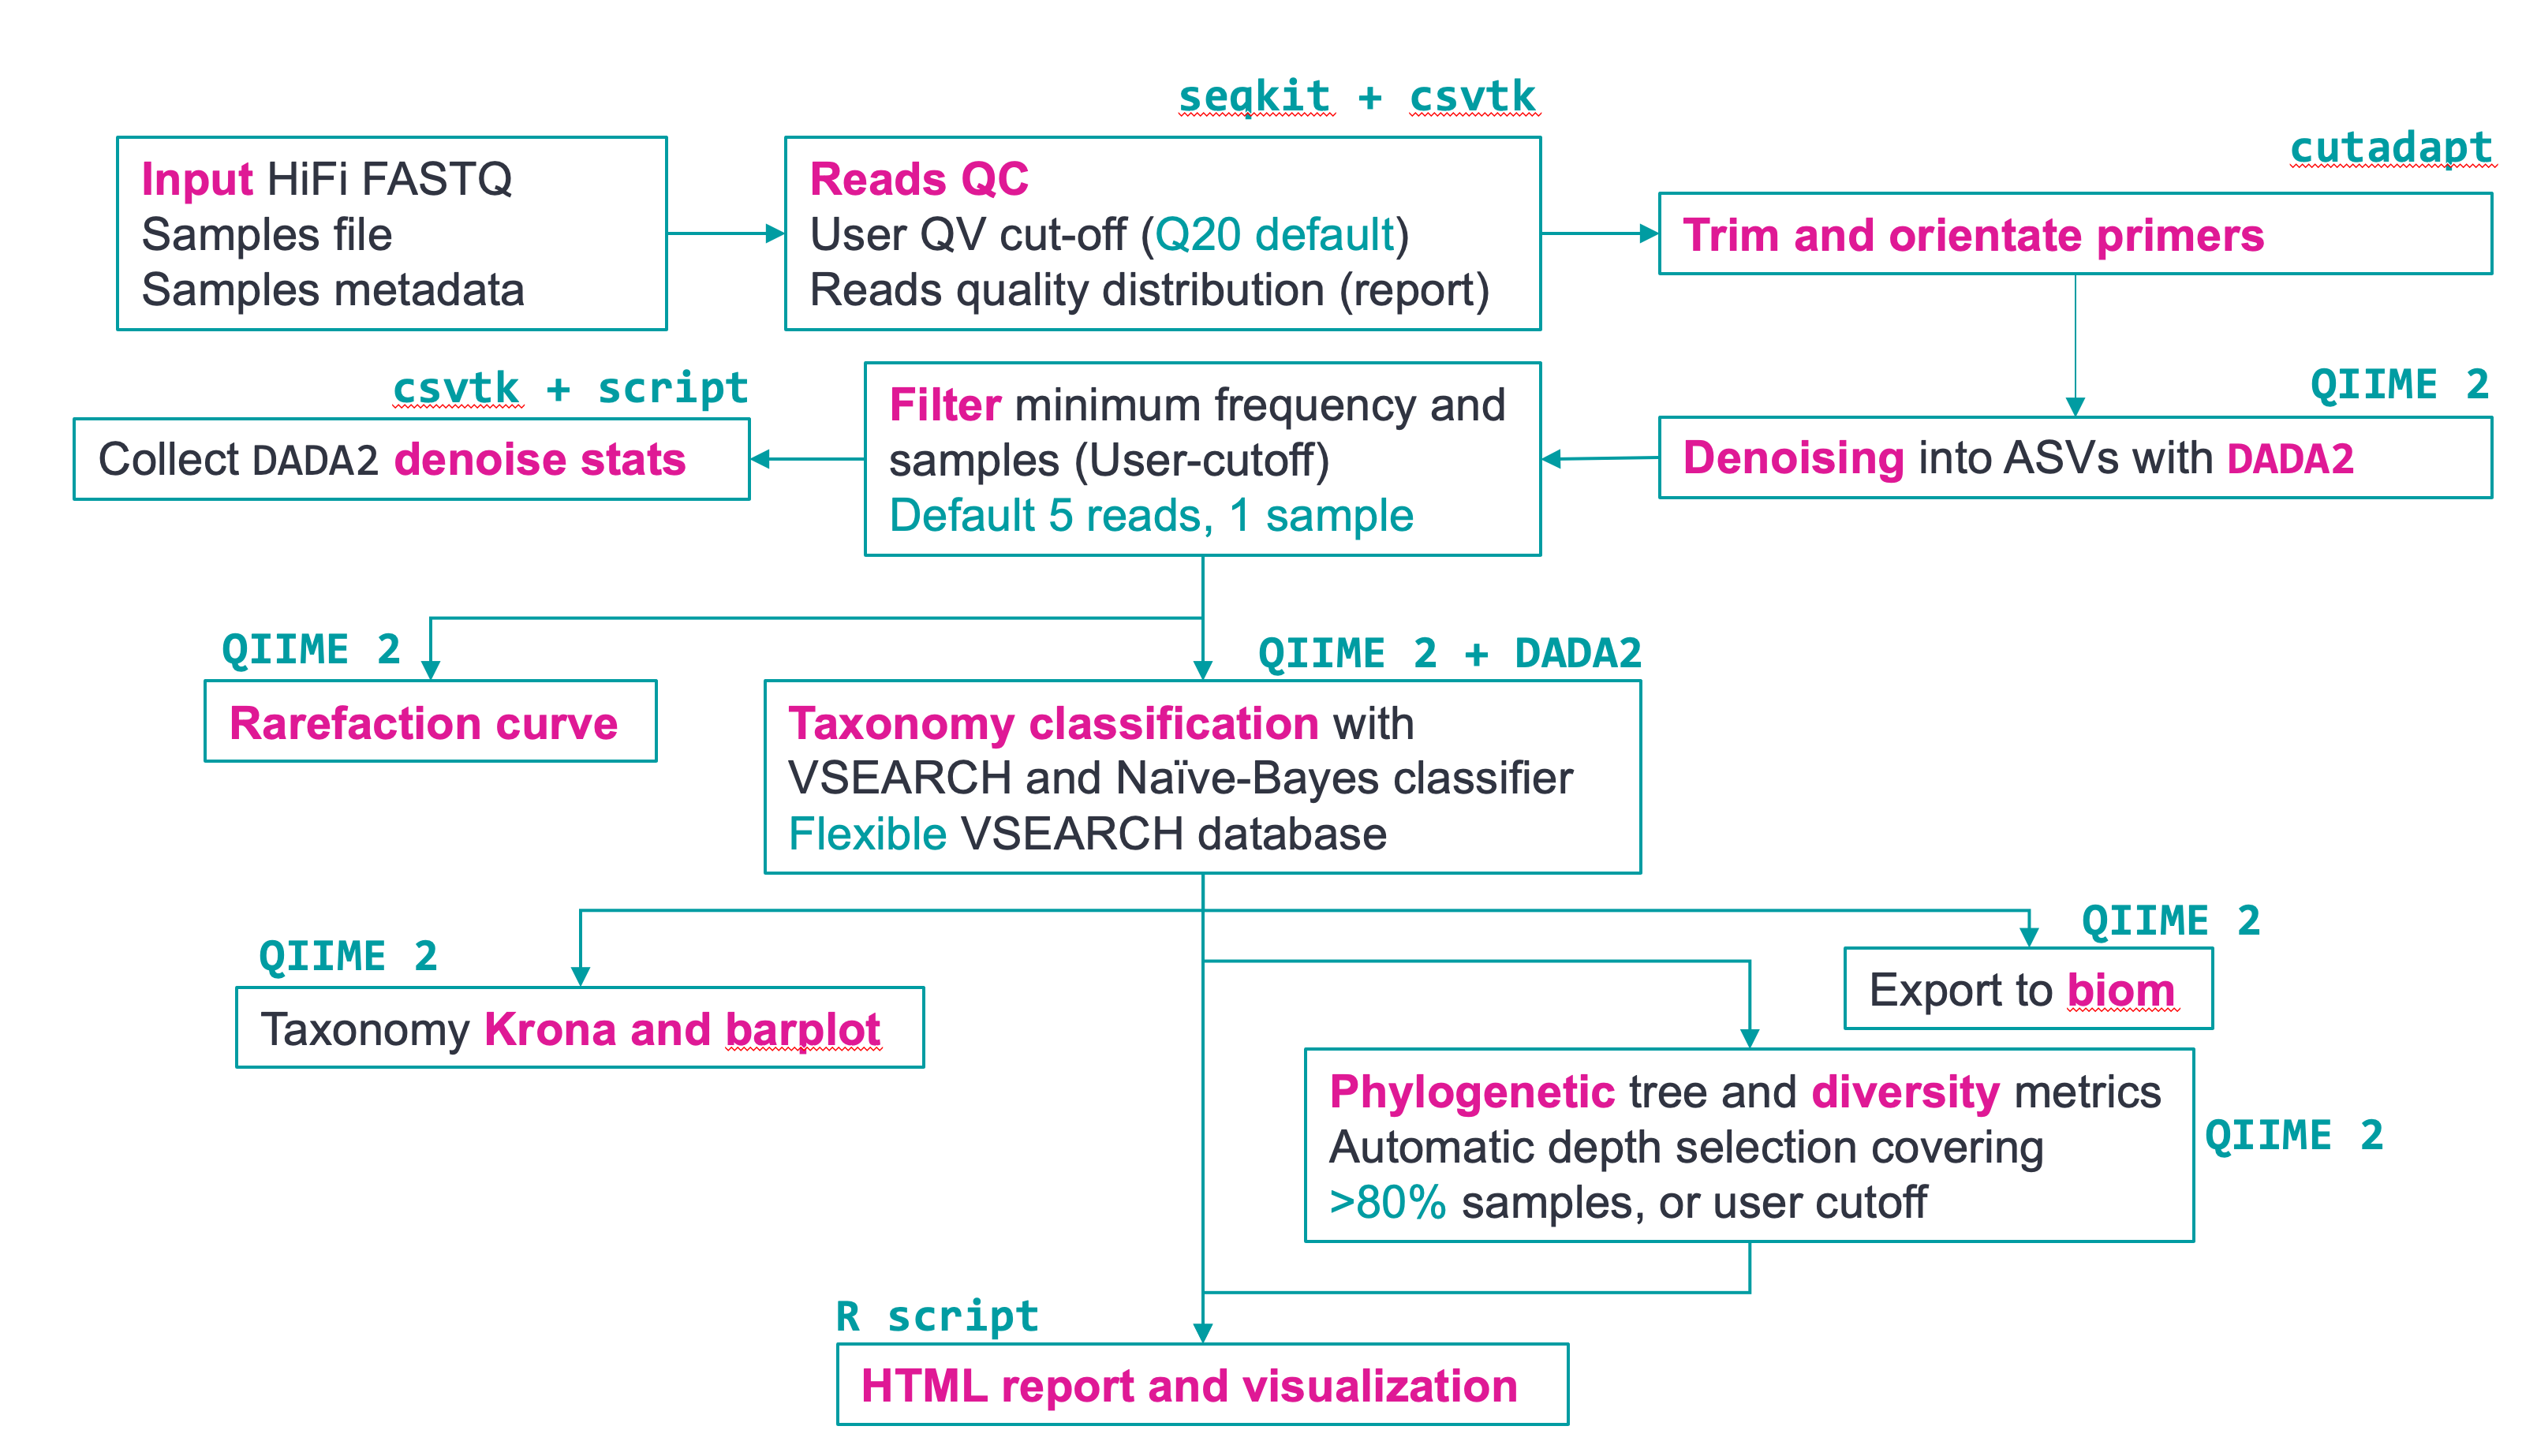 seqkit + csvtk
cutadapt
Input HiFi FASTQ
Samples file
Samples metadata
Reads QC
User QV cut-off (Q20 default)
Reads quality distribution (report)
Trim and orientate primers
csvtk + script
QIIME 2
Collect DADA2 denoise stats
Filter minimum frequency and
samples (User-cutoff)
Default 5 reads, 1 sample
Denoising into ASVs with DADA2
QIIME 2
QIIME 2 + DADA2
Rarefaction curve
Taxonomy classification with
VSEARCH and Naïve-Bayes classifier
Flexible VSEARCH database
QIIME 2
QIIME 2
Taxonomy Krona and barplot
Export to biom
Phylogenetic tree and diversity metrics
Automatic depth selection covering
>80% samples, or user cutoff
QIIME 2
R script
HTML report and visualization